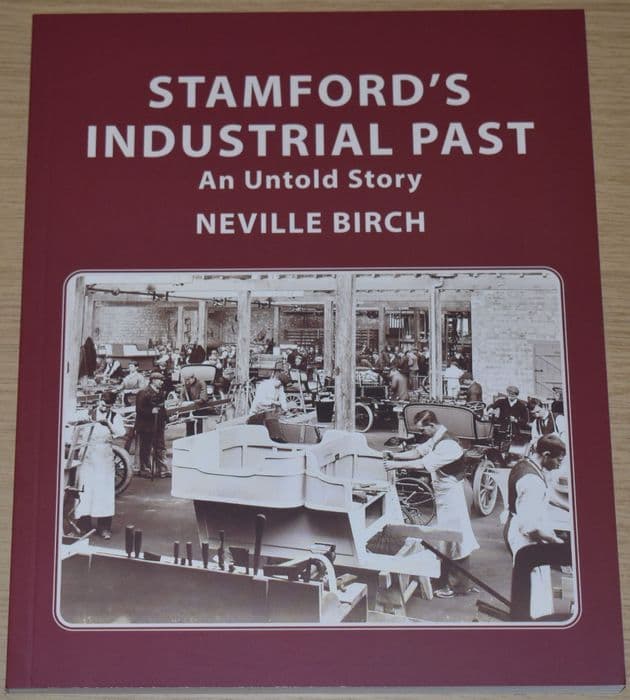 STAMFORD'S
INDUSTRIAL PAST
An Untold Story
NEVILLE BIRCH